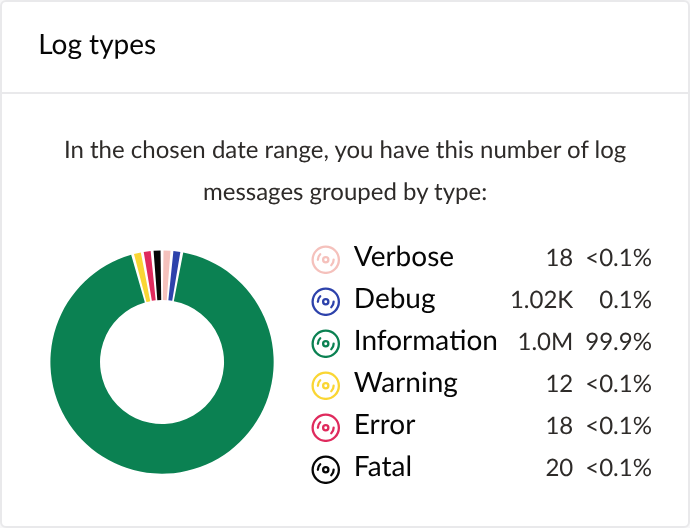 Log types
In the chosen date range, you have this number of log
messages grouped by type:
Verbose 18 <0.1%
Debug 1.02K 0.1%
Information 1.0M 99.9%
Warning 12 <0.1%
Error 18 <0.1%
Fatal 20 <0.1%